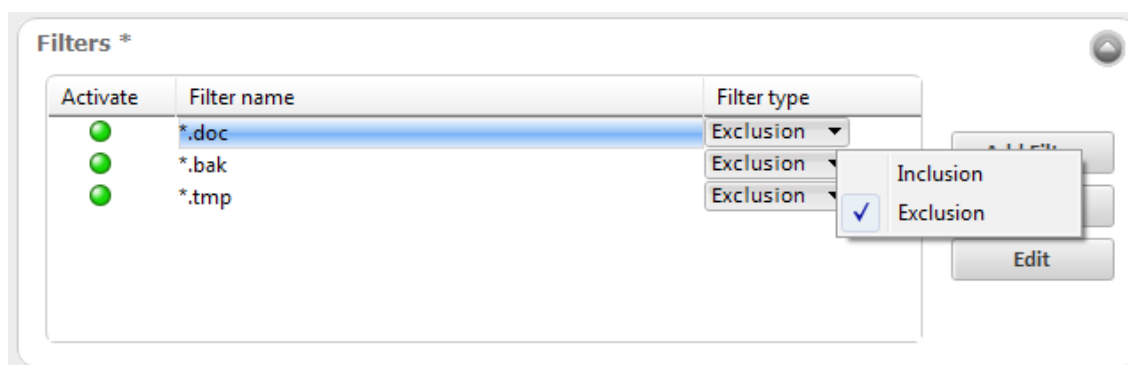 Filters *
Activate Filter name Filter type
*.doc Exclusion
*.bak Exclusion
*.tmp Exclusion
Inclusion
Exclusion
Edit